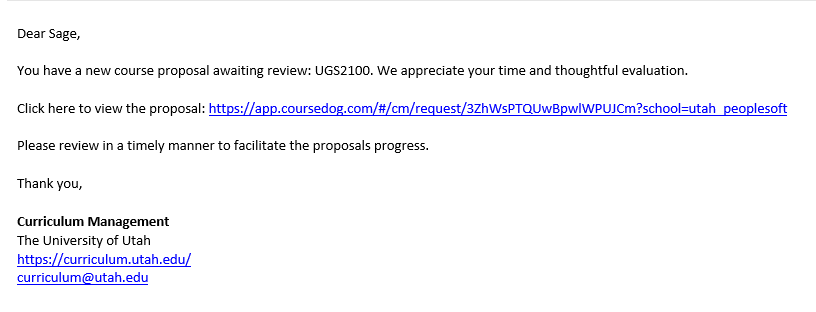 Dear Sage,
You have a new course proposal awaiting review: UGS2100. We appreciate your time and thoughtful evaluation.
Click here to view the proposal: https://app.coursedog.com/#/cm/request/3ZhWsPTQUwBpwlWPUJCm?school=utah_peoplesoft
Please review in a timely manner to facilitate the proposals progress.
Thank you,
Curriculum Management
The University of Utah
https://curriculum.utah.edu/
curriculum@utah.edu